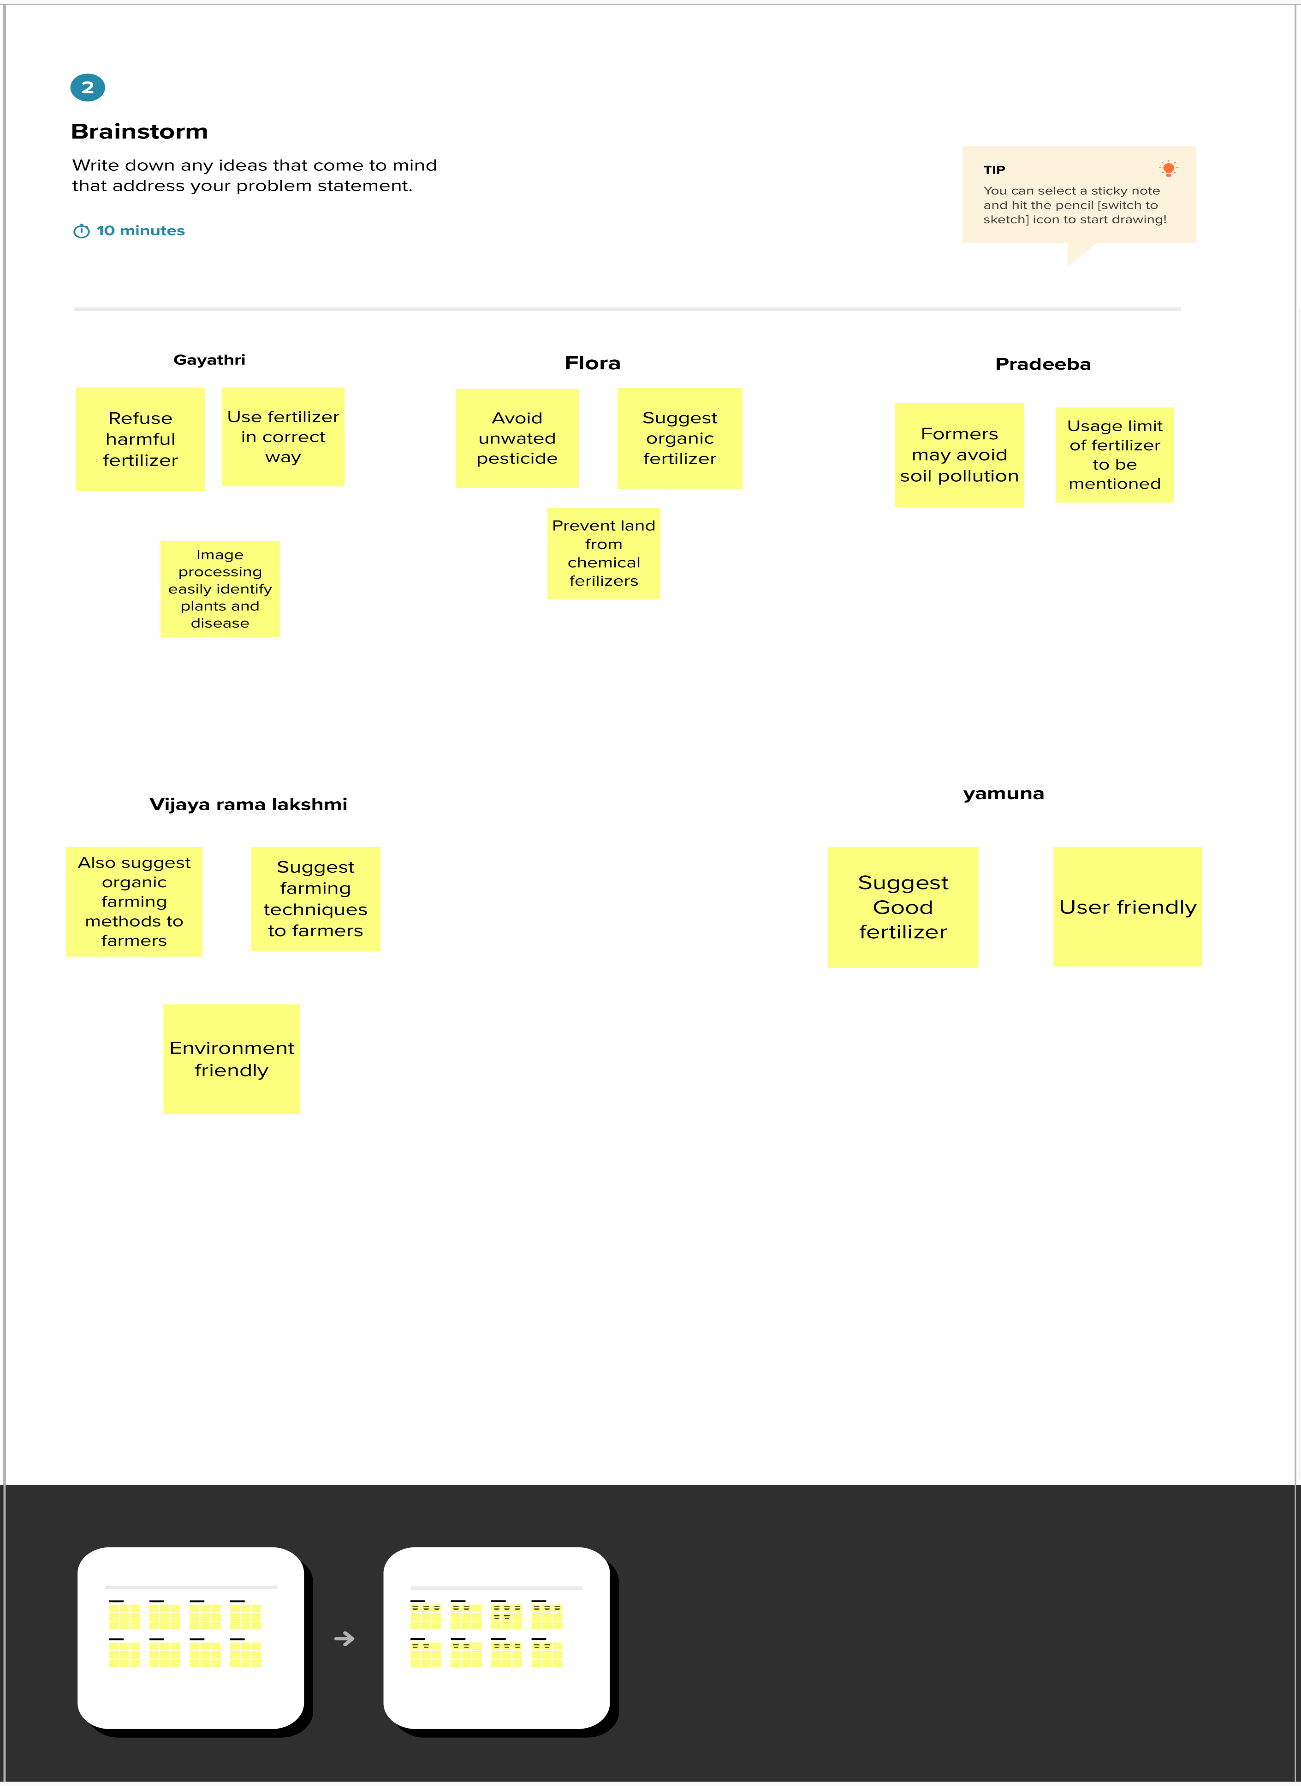 2
Brainstorm
Write down any ideas that come to mind
that address your problem statement.
10 minutes
TIP
You can select a sticky note
and hit the pencil [switch to
sketch] icon to start drawing!
Gayathri
Refuse
harmful
fertilizer
Use fertilizer
in correct
way
Image
processing
easily identify
plants and
disease
Flora
Avoid
unwated
pesticide
Suggest
organic
fertilizer
Prevent land
from
chemical
ferilizers
Pradeeba
Formers
may avoid
soil pollution
Usage limit
of fertilizer
to be
mentioned
Vijaya rama lakshmi
Also suggest
organic
farming
methods to
farmers
Suggest
farming
techniques
to farmers
Environment
friendly
yamuna
Suggest
Good
fertilizer
User friendly